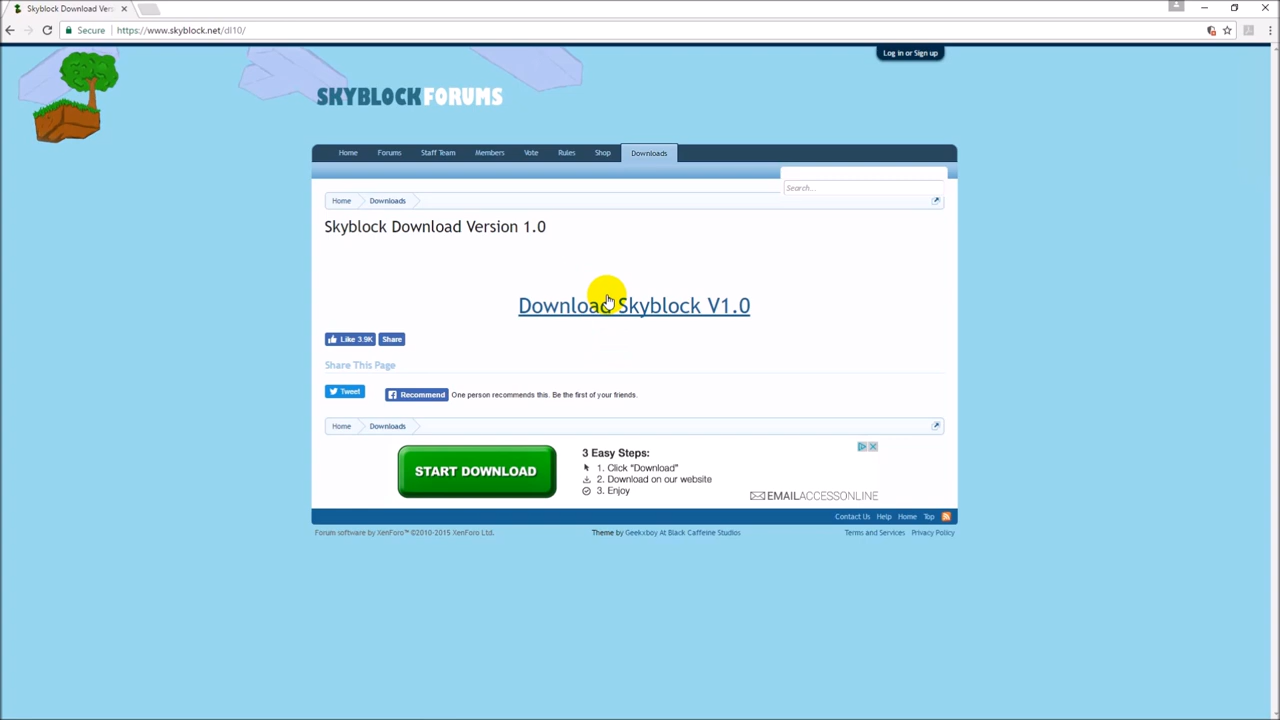 Skyblock Download Vers
Secure https://www.skyblock.net/dl10/
Log in or Sign up
SKYBLOCKFORUMS
Home Forums Staff Team Members Vote Rules Shop Downloads
Search...
Home Downloads
Skyblock Download Version 1.0
Download Skyblock V1.0
Like 3.9K Share
Share This Page
Tweet Recommend One person recommends this. Be the first of your friends.
Home Downloads
START DOWNLOAD
3 Easy Steps:
1. Click "Download"
2. Download on our website
3. Enjoy
EMAILACCESSONLINE
Contact Us Help Home Top
Forum software by XenForo™ ©2010-2015 XenForo Ltd. Theme by Geekxboy At Black Caffeine Studios Terms and Services Privacy Policy